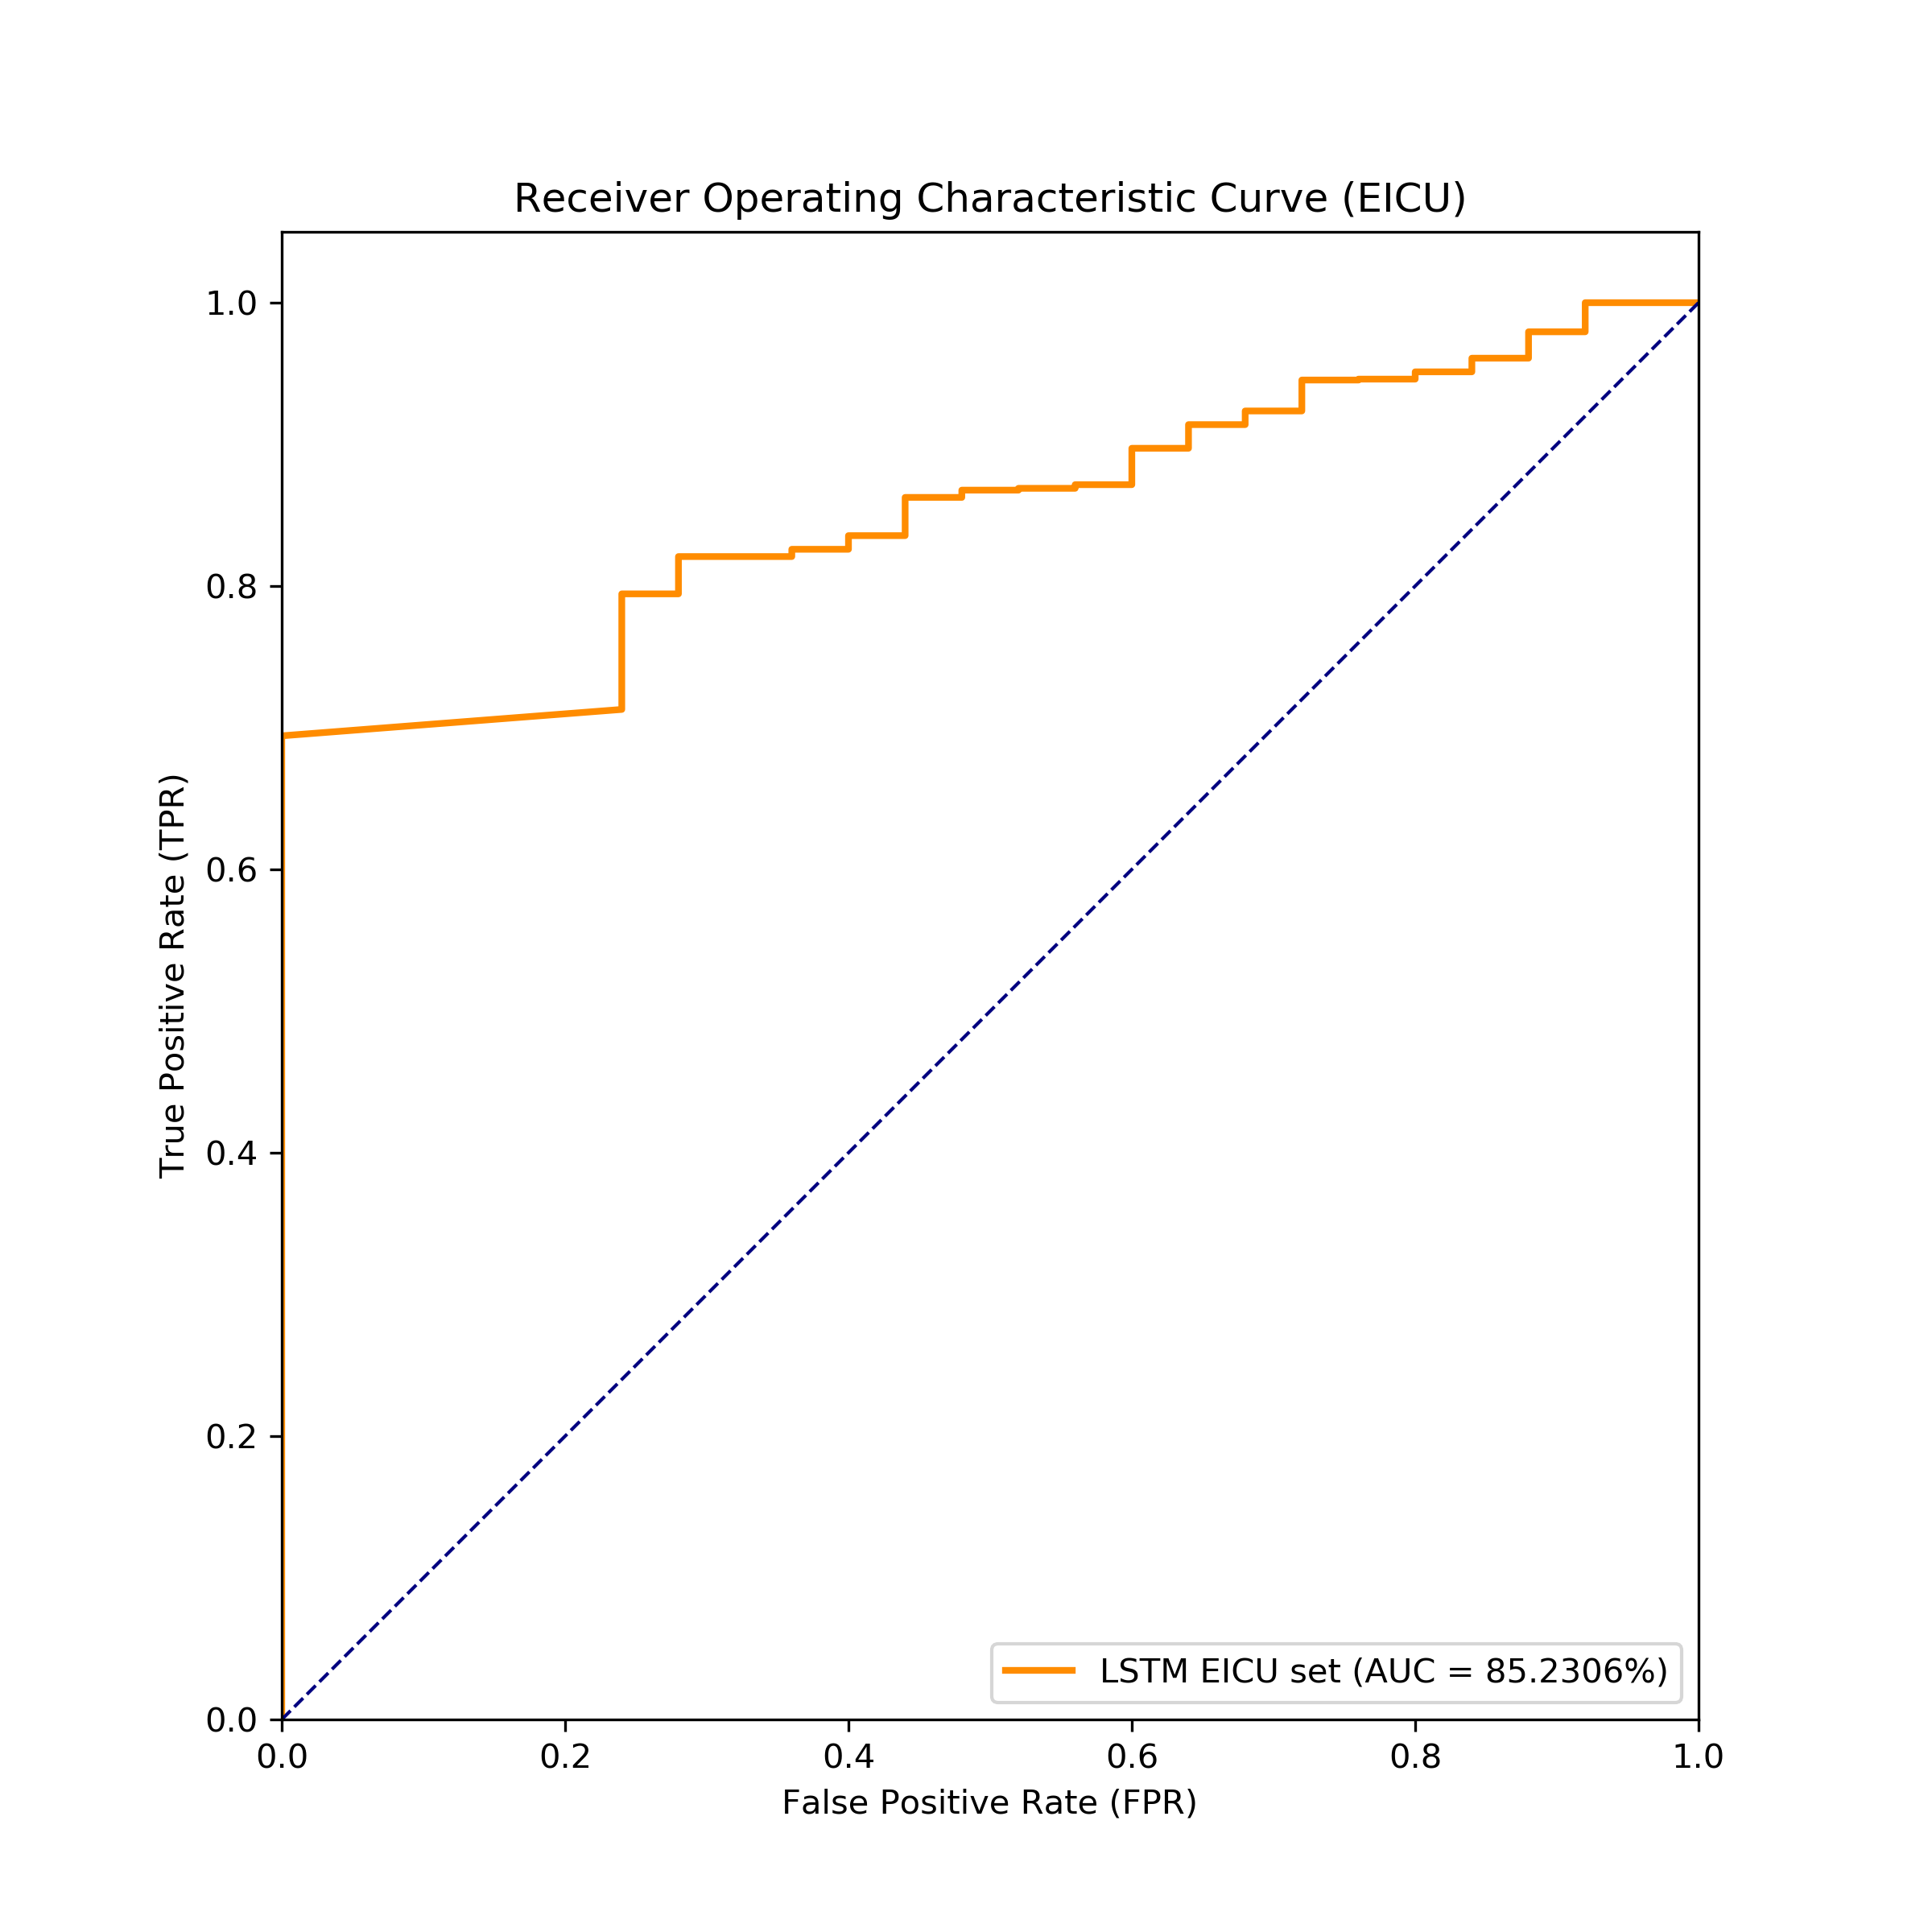 Receiver Operating Characteristic Curve (EICU)
1.0
0.8
0.6
0.4
0.2
0.0
True Positive Rate (TPR)
LSTM EICU set (AUC = 85.2306%)
0.0 0.2 0.4 0.6 0.8 1.0
False Positive Rate (FPR)